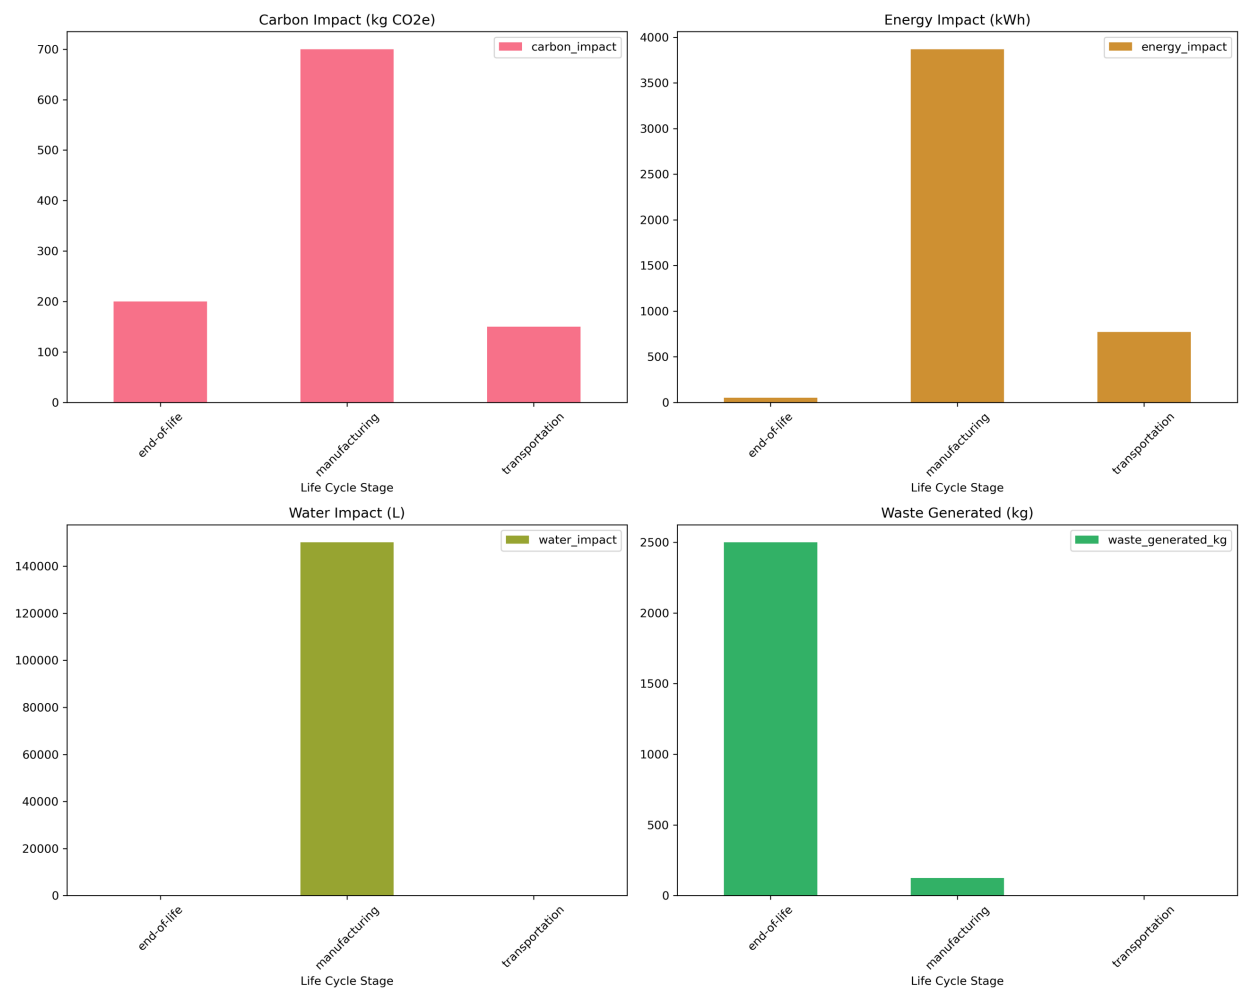 Carbon Impact (kg CO2e)
carbon_impact
700
600
500
400
300
200
100
0
end-of-life
manufacturing
transportation
Life Cycle Stage
Energy Impact (kWh)
energy_impact
4000
3500
3000
2500
2000
1500
1000
500
0
end-of-life
manufacturing
transportation
Life Cycle Stage
Water Impact (L)
water_impact
140000
120000
100000
80000
60000
40000
20000
0
end-of-life
manufacturing
transportation
Life Cycle Stage
Waste Generated (kg)
waste_generated_kg
2500
2000
1500
1000
500
0
end-of-life
manufacturing
transportation
Life Cycle Stage